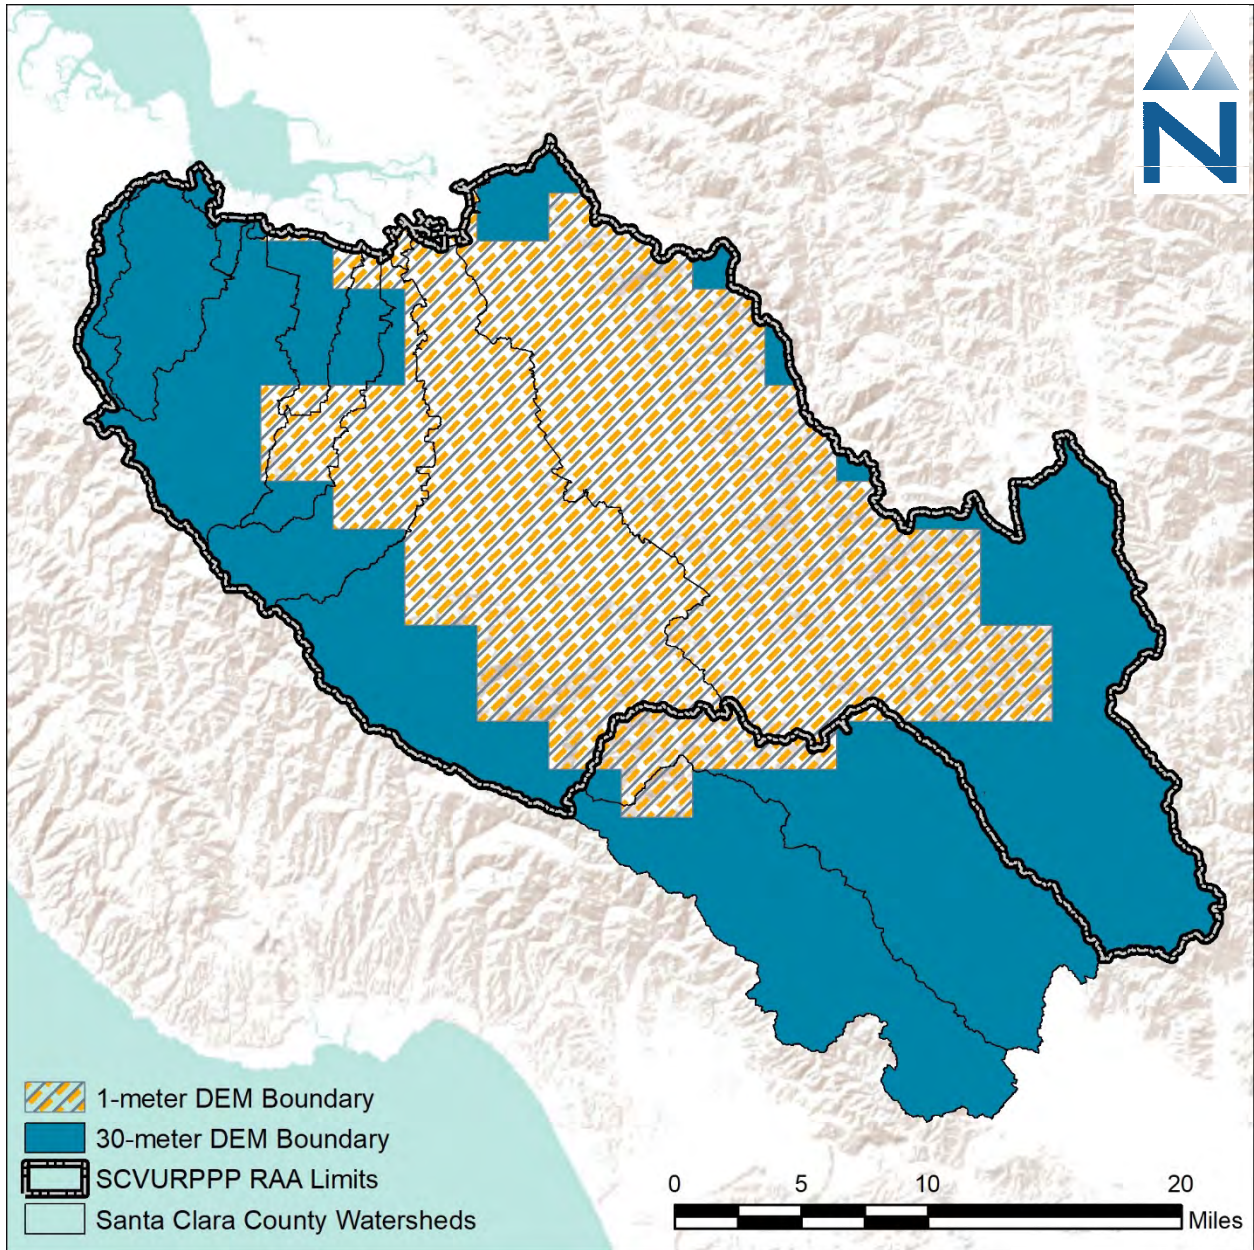 N
1-meter DEM Boundary
30-meter DEM Boundary
SCVURPPP RAA Limits
Santa Clara County Watersheds
0 5 10 20
Miles